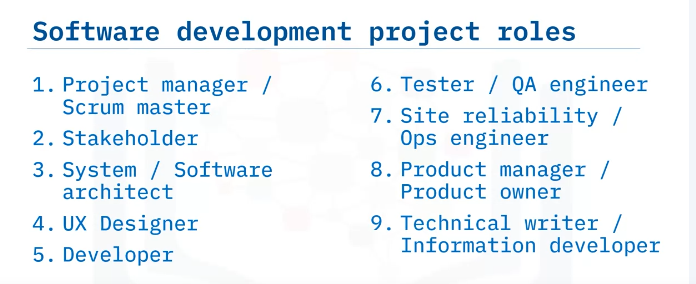 Software development project roles
1. Project manager /
Scrum master
2. Stakeholder
3. System / Software
architect
4. UX Designer
5. Developer
6. Tester / QA engineer
7. Site reliability /
Ops engineer
8. Product manager /
Product owner
9. Technical writer /
Information developer